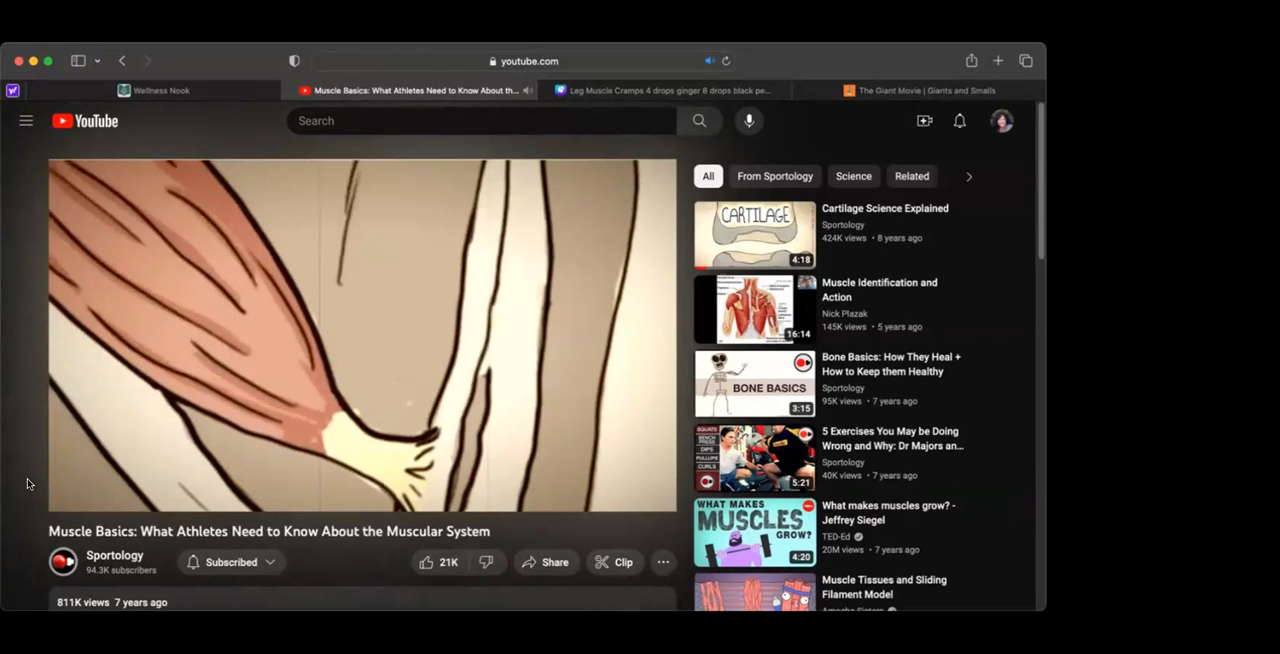 youtube.com
Wellness Nook
Muscle Basics: What Athletes Need to Know About th...
Leg Muscle Cramps 4 drops ginger 8 drops black pe...
The Giant Movie | Giants and Smalls
YouTube
Search
All
From Sportology
Science
Related
CARTILAGE
4:18
Cartilage Science Explained
Sportology
424K views • 8 years ago
16:14
Muscle Identification and
Action
Nick Plazak
145K views • 5 years ago
BONE BASICS
3:15
Bone Basics: How They Heal +
How to Keep them Healthy
Sportology
95K views • 7 years ago
SQUATS
BENCH
PRESS
DIPS
PULLUPS
CURLS
5:21
5 Exercises You May be Doing
Wrong and Why: Dr Majors an...
Sportology
40K views • 7 years ago
WHAT MAKES
MUSCLES
GROW?
4:20
What makes muscles grow? -
Jeffrey Siegel
TED-Ed
20M views • 7 years ago
Muscle Tissues and Sliding
Filament Model
Muscle Basics: What Athletes Need to Know About the Muscular System
Sportology
94.3K subscribers
Subscribed
21K
Share
Clip
811K views 7 years ago